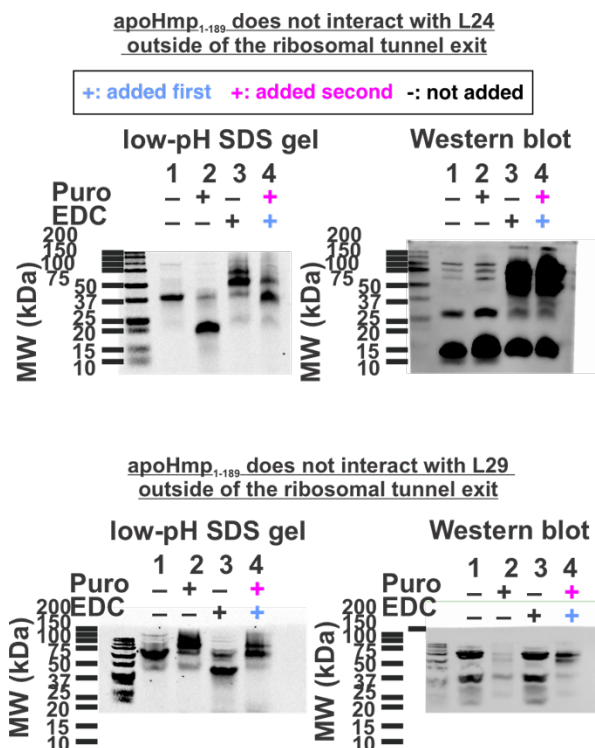 apoHmp₁₋₁₈₉ does not interact with L24
outside of the ribosomal tunnel exit
+: added first +: added second -: not added
low-pH SDS gel
1 2 3 4
Puro – + – +
EDC – – + +
MW (kDa)
200
150
100
75
50
37
25
20
15
10
Western blot
1 2 3 4
– + – +
– – + +
MW (kDa)
200
150
100
75
50
37
25
20
15
10
apoHmp₁₋₁₈₉ does not interact with L29
outside of the ribosomal tunnel exit
low-pH SDS gel
1 2 3 4
Puro – + – +
EDC – – + +
MW (kDa)
200
150
100
75
50
37
25
20
15
10
Western blot
1 2 3 4
Puro – + – +
EDC – – + +
MW (kDa)
200
150
100
75
50
37
25
20
15
10